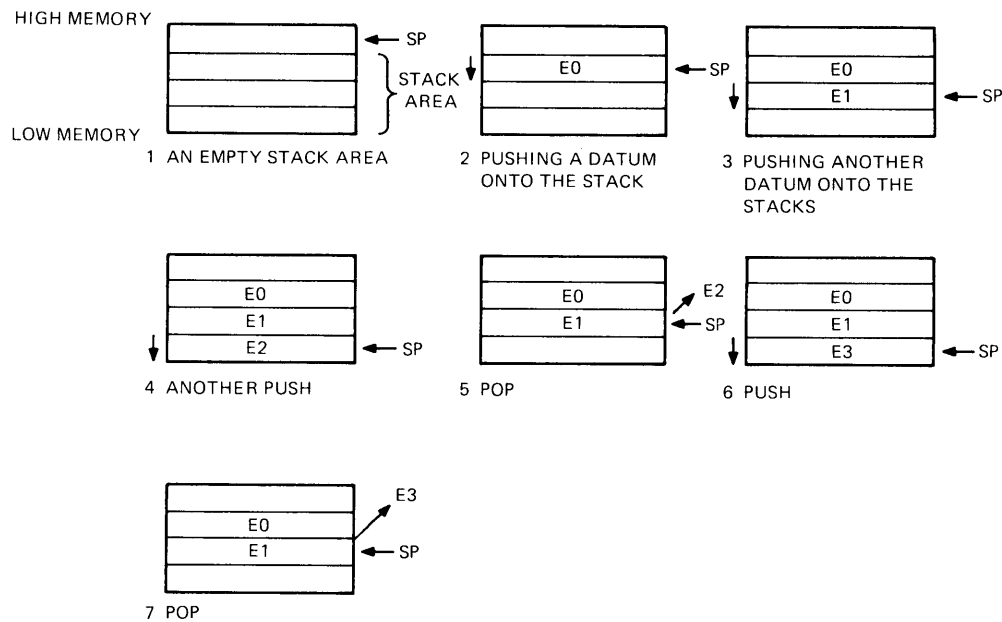 HIGH MEMORY
SP
STACK
AREA
LOW MEMORY
1 AN EMPTY STACK AREA
E0
SP
2 PUSHING A DATUM
ONTO THE STACK
E0
E1
SP
3 PUSHING ANOTHER
DATUM ONTO THE
STACKS
E0
E1
E2
SP
4 ANOTHER PUSH
E0
E1
E2
SP
5 POP
E0
E1
E3
SP
6 PUSH
E0
E1
E3
SP
7 POP